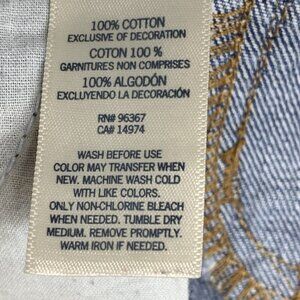 100% COTTON
EXCLUSIVE OF DECORATION
COTON 100 %
GARNITURES NON COMPRISES
100% ALGODÓN
EXCLUYENDO LA DECORACIÓN
RN# 96367
CA# 14974
WASH BEFORE USE
COLOR MAY TRANSFER WHEN
NEW. MACHINE WASH COLD
WITH LIKE COLORS.
ONLY NON-CHLORINE BLEACH
WHEN NEEDED. TUMBLE DRY
MEDIUM. REMOVE PROMPTLY.
WARM IRON IF NEEDED.